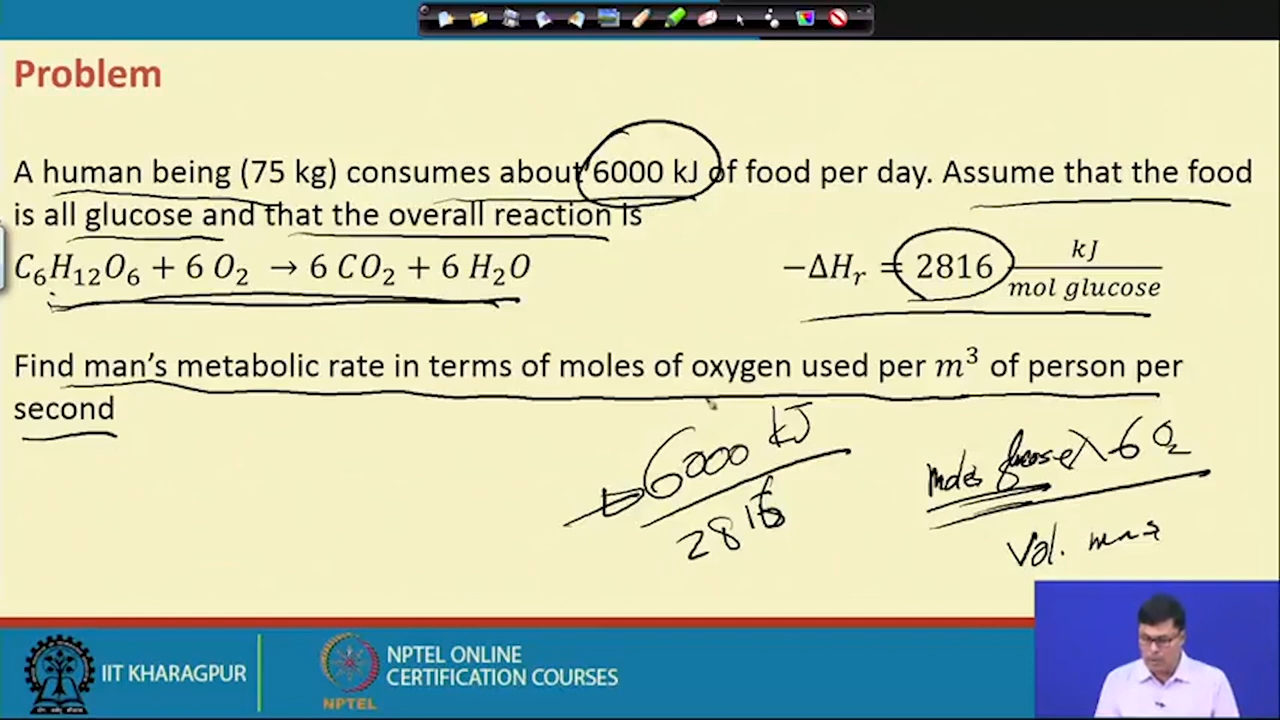 Problem
A human being (75 kg) consumes about 6000 kJ of food per day. Assume that the food
is all glucose and that the overall reaction is
C₆H₁₂O₆ + 6 O₂ → 6 CO₂ + 6 H₂O
−ΔHᵣ = 2816 kJ / mol glucose
Find man's metabolic rate in terms of moles of oxygen used per m³ of person per
second
6000 kJ
2816
moles glucose × 6 O₂
Vol. man
IIT KHARAGPUR
NPTEL
NPTEL ONLINE
CERTIFICATION COURSES